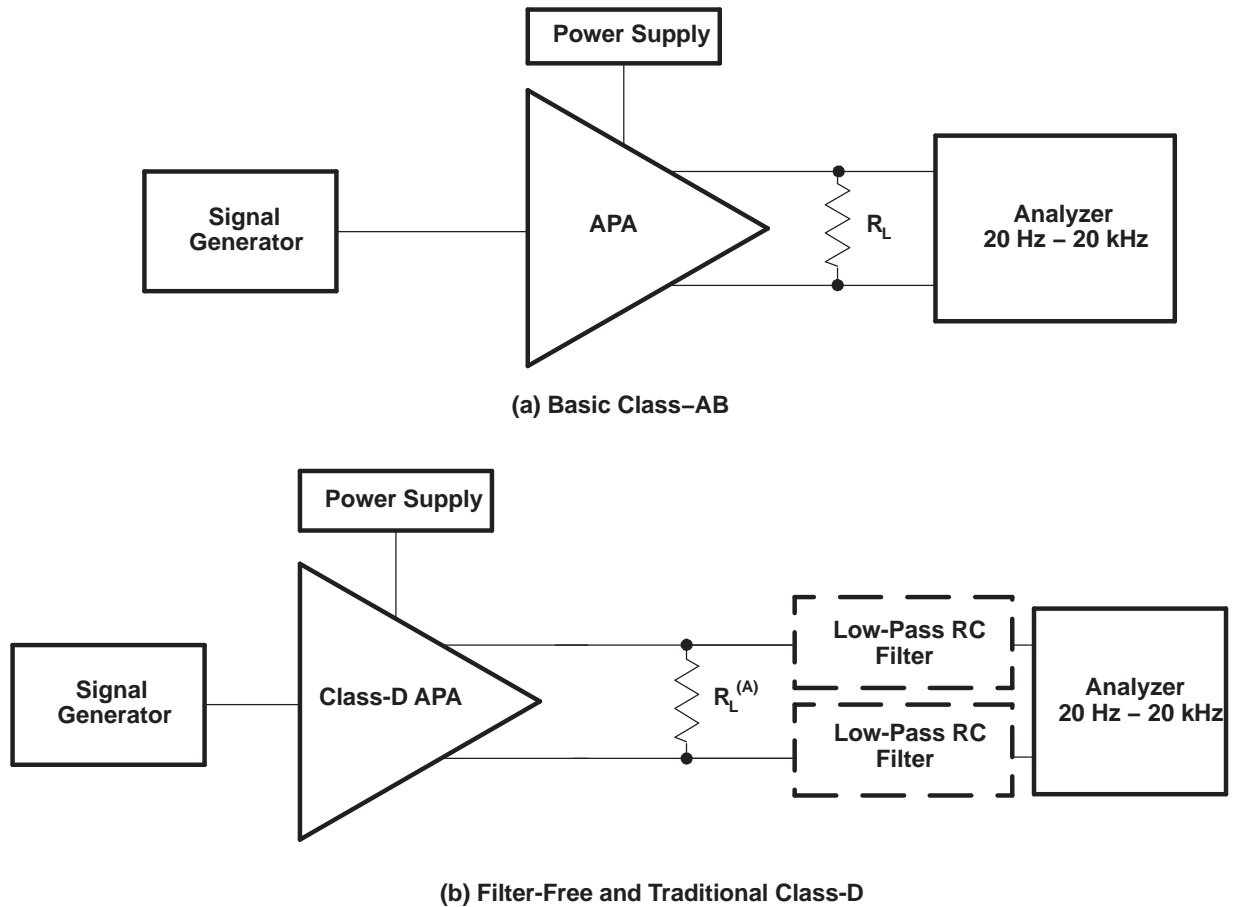 Power Supply
Signal
Generator
APA
R_L
Analyzer
20 Hz – 20 kHz
(a) Basic Class–AB
Power Supply
Signal
Generator
Class-D APA
R_L^(A)
Low-Pass RC
Filter
Low-Pass RC
Filter
Analyzer
20 Hz – 20 kHz
(b) Filter-Free and Traditional Class-D